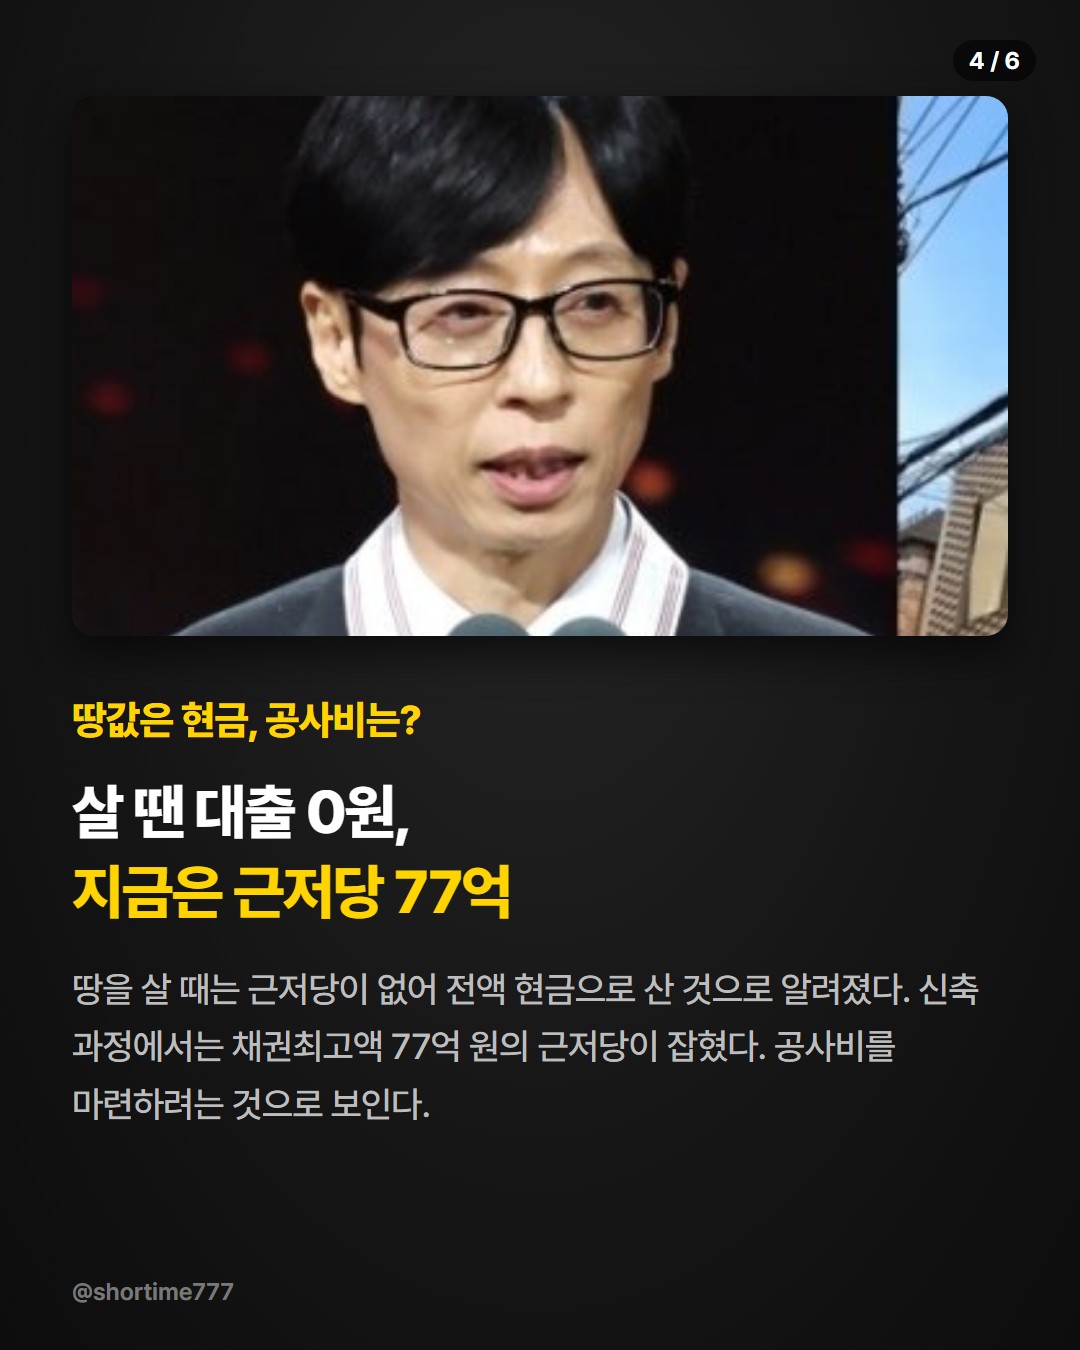 4 / 6
땅값은 현금, 공사비는?
살 땐 대출 0원,
지금은 근저당 77억
땅을 살 때는 근저당이 없어 전액 현금으로 산 것으로 알려졌다. 신축
과정에서는 채권최고액 77억 원의 근저당이 잡혔다. 공사비를
마련하려는 것으로 보인다.
@shortime777